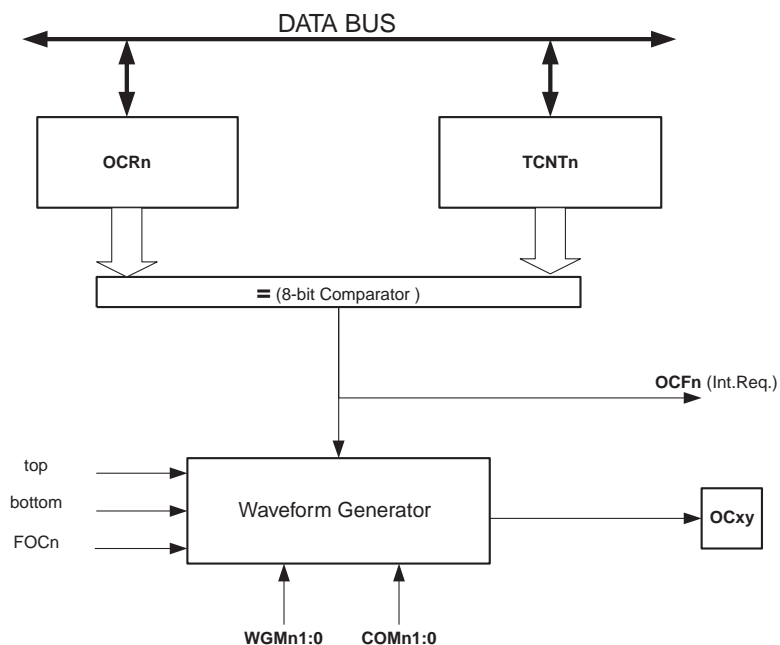 DATA BUS
OCRn
TCNTn
= (8-bit Comparator )
OCFn (Int.Req.)
top
bottom
FOCn
Waveform Generator
OCxy
WGMn1:0
COMn1:0